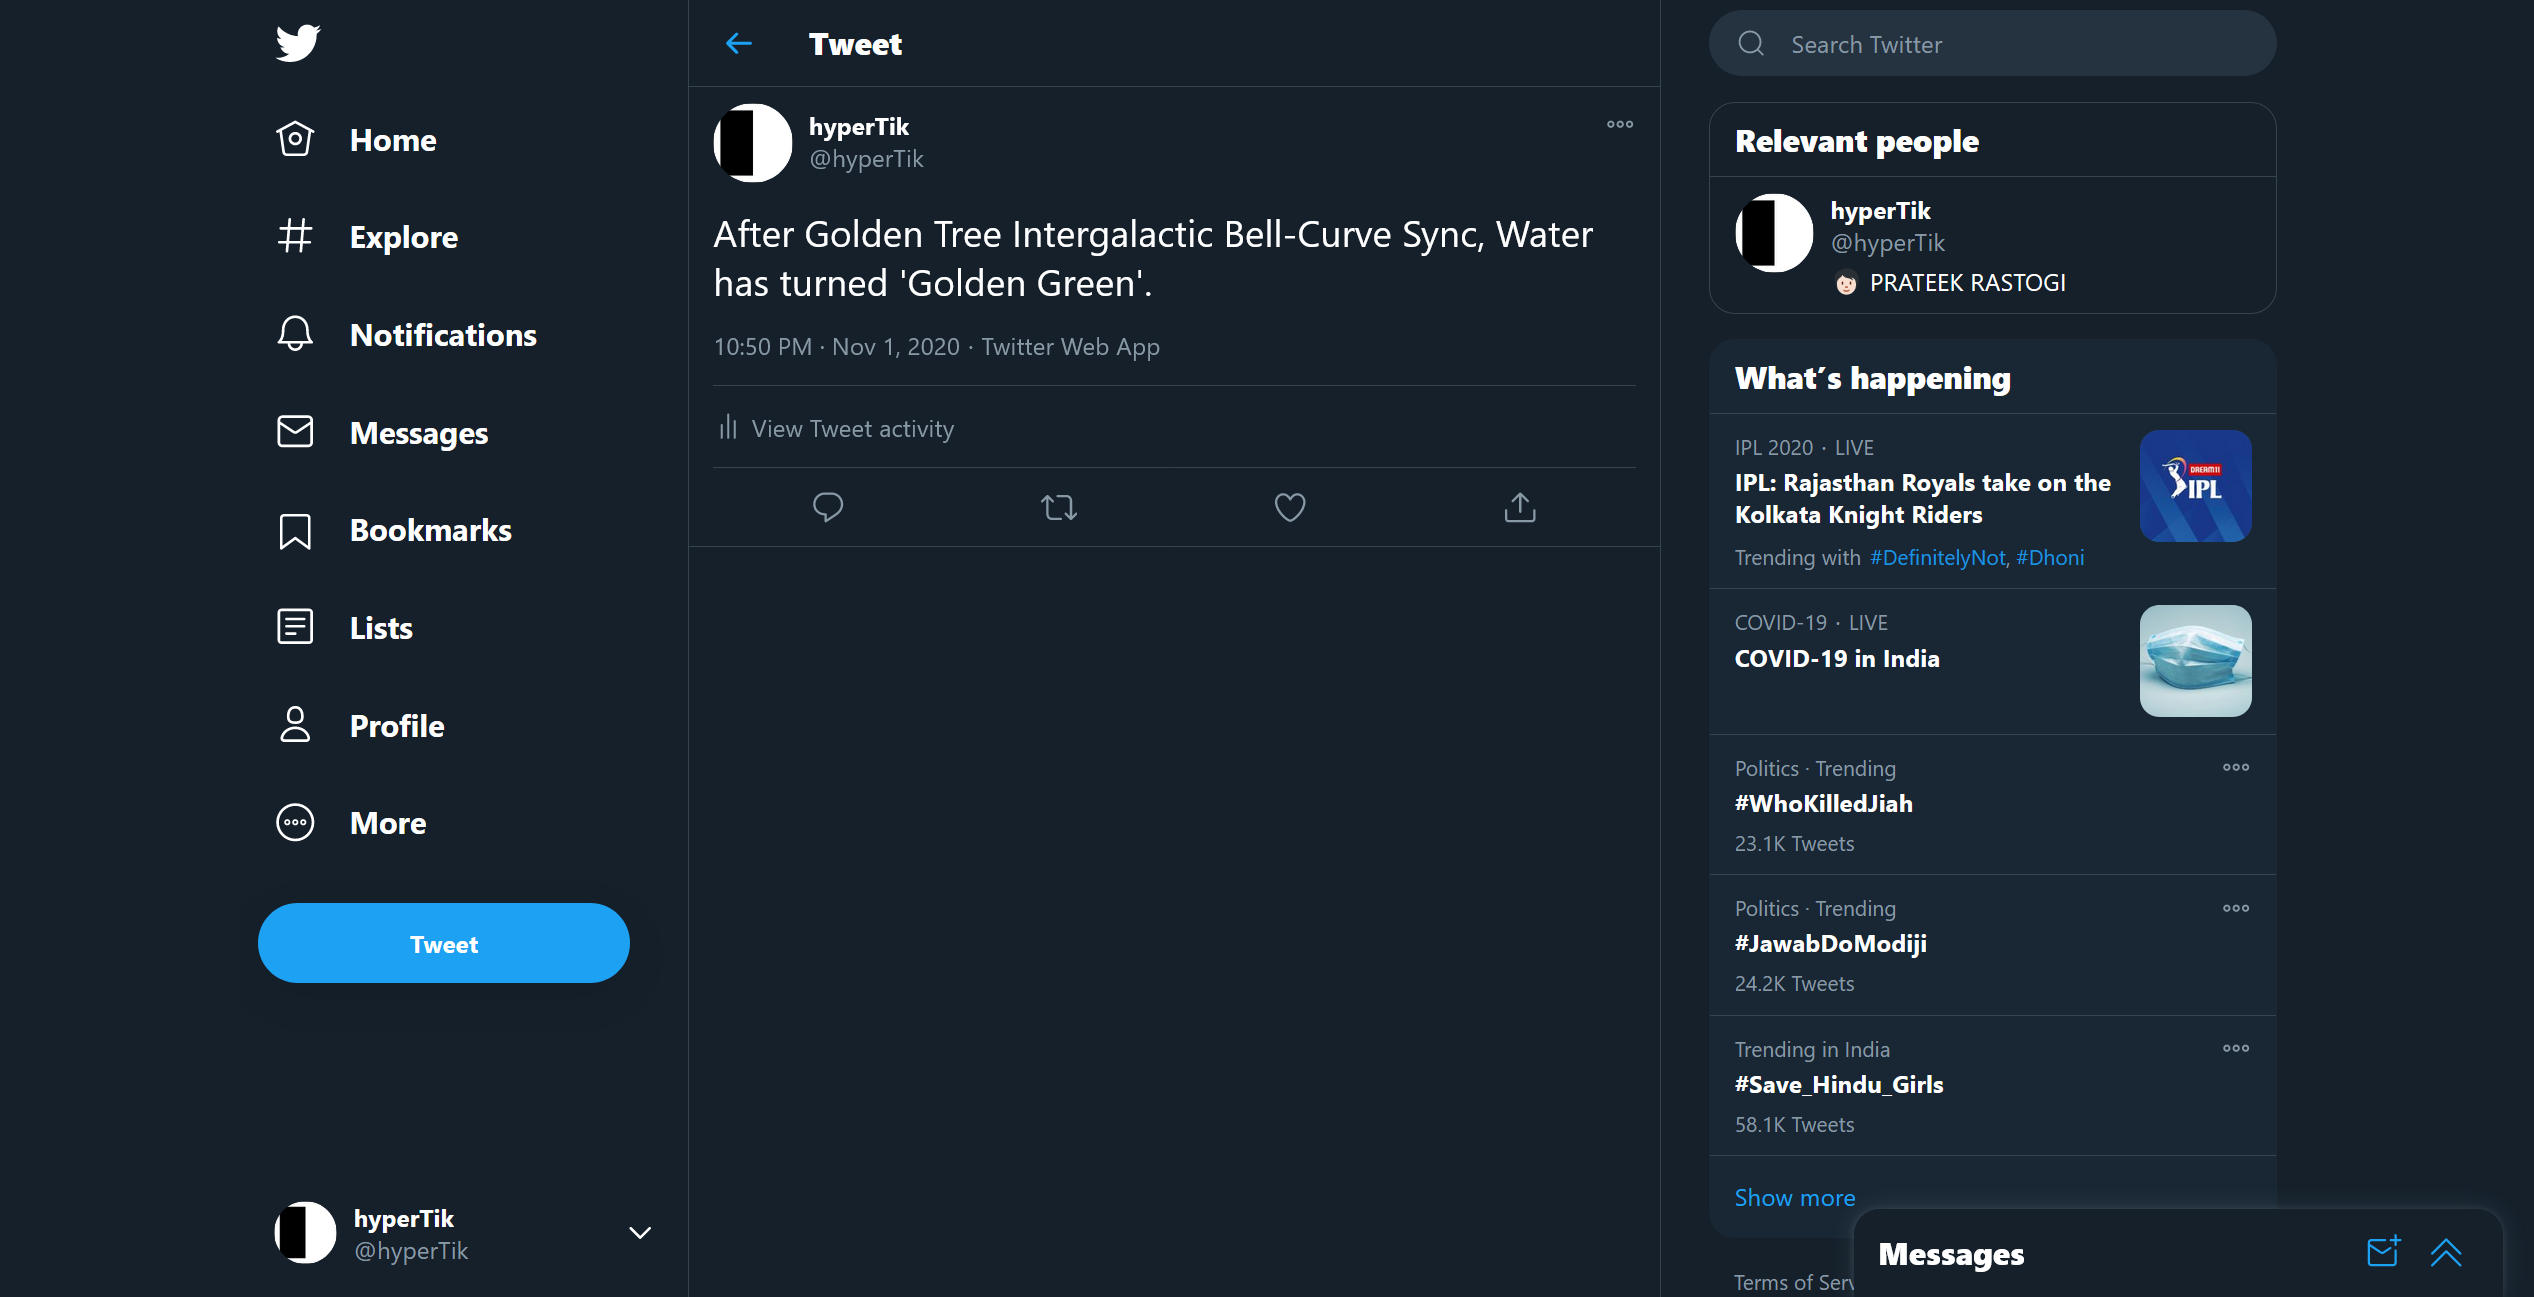 Home
Explore
Notifications
Messages
Bookmarks
Lists
Profile
More
Tweet
hyperTik
@hyperTik
Tweet
hyperTik
@hyperTik
After Golden Tree Intergalactic Bell-Curve Sync, Water
has turned 'Golden Green'.
10:50 PM · Nov 1, 2020 · Twitter Web App
View Tweet activity
Search Twitter
Relevant people
hyperTik
@hyperTik
PRATEEK RASTOGI
What´s happening
IPL 2020 · LIVE
IPL: Rajasthan Royals take on the
Kolkata Knight Riders
Trending with #DefinitelyNot, #Dhoni
DREAM11
IPL
COVID-19 · LIVE
COVID-19 in India
Politics · Trending
#WhoKilledJiah
23.1K Tweets
Politics · Trending
#JawabDoModiji
24.2K Tweets
Trending in India
#Save_Hindu_Girls
58.1K Tweets
Show more
Terms of Serv
Messages